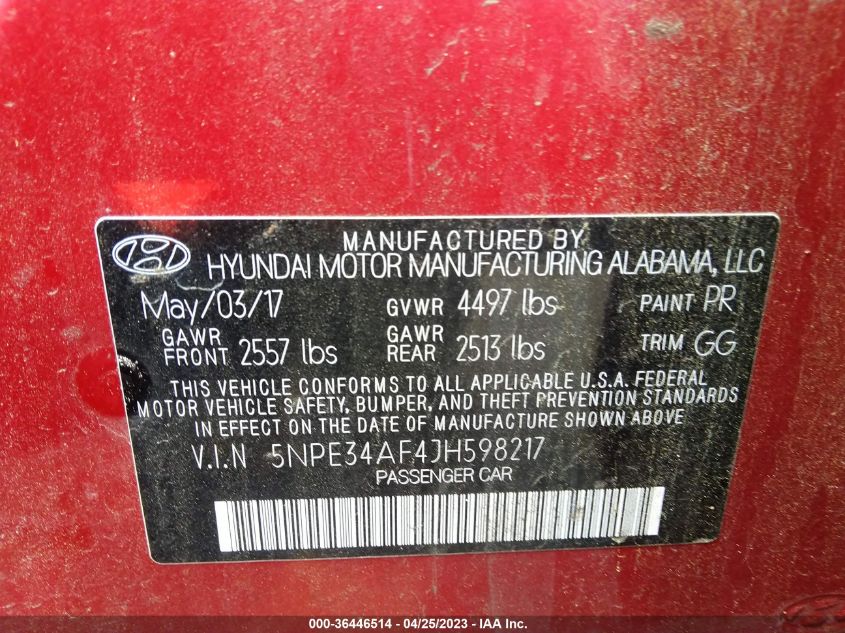 MANUFACTURED BY
HYUNDAI MOTOR MANUFACTURING ALABAMA, LLC
May/03/17 GVWR 4497 lbs PAINT PR
GAWR FRONT 2557 lbs GAWR REAR 2513 lbs TRIM GG
THIS VEHICLE CONFORMS TO ALL APPLICABLE U.S.A. FEDERAL
MOTOR VEHICLE SAFETY, BUMPER, AND THEFT PREVENTION STANDARDS
IN EFFECT ON THE DATE OF MANUFACTURE SHOWN ABOVE.
V.I.N 5NPE34AF4JH598217
PASSENGER CAR
000-36446514 - 04/25/2023 - IAA Inc.